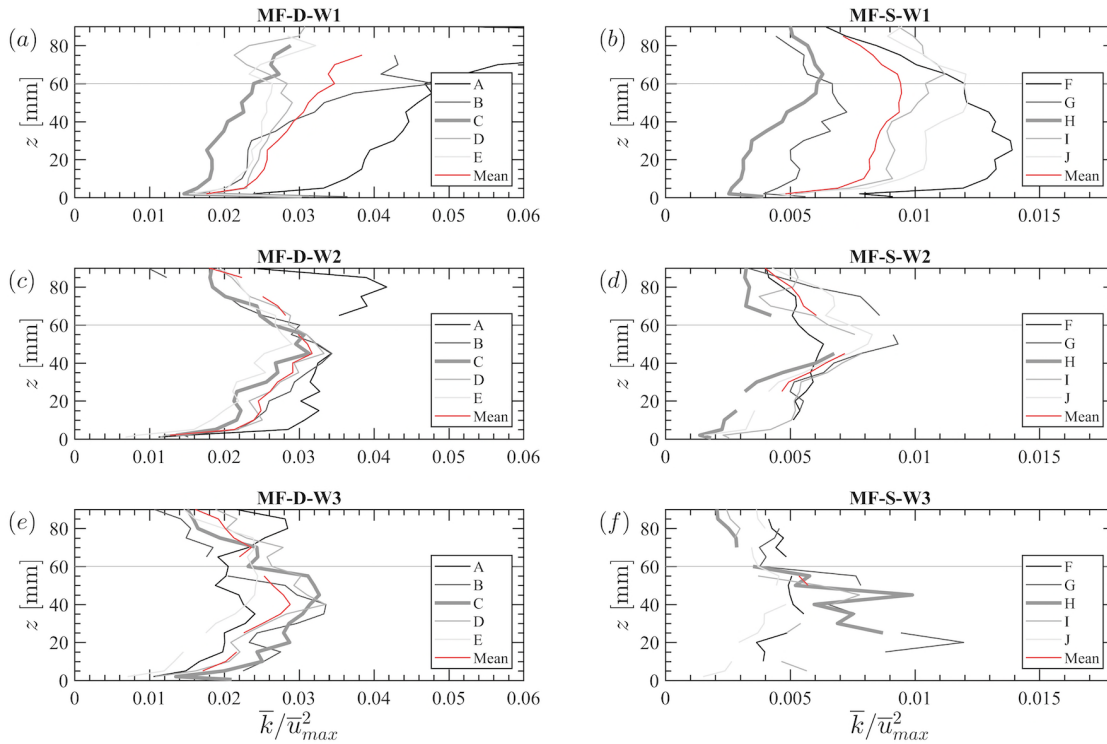 MF-D-W1 MF-S-W1
(a) (b)
80
60
40
20
0
z [mm]
A
B
C
D
E
Mean
0 0.01 0.02 0.03 0.04 0.05 0.06
80
60
40
20
0
z [mm]
F
G
H
I
J
Mean
0 0.005 0.01 0.015
MF-D-W2 MF-S-W2
(c) (d)
80
60
40
20
0
z [mm]
A
B
C
D
E
Mean
0 0.01 0.02 0.03 0.04 0.05 0.06
80
60
40
20
0
z [mm]
F
G
H
I
J
Mean
0 0.005 0.01 0.015
MF-D-W3 MF-S-W3
(e) (f)
80
60
40
20
0
z [mm]
A
B
C
D
E
Mean
0 0.01 0.02 0.03 0.04 0.05 0.06
k̅/u̅²max
80
60
40
20
0
z [mm]
F
G
H
I
J
Mean
0 0.005 0.01 0.015
k̅/u̅²max